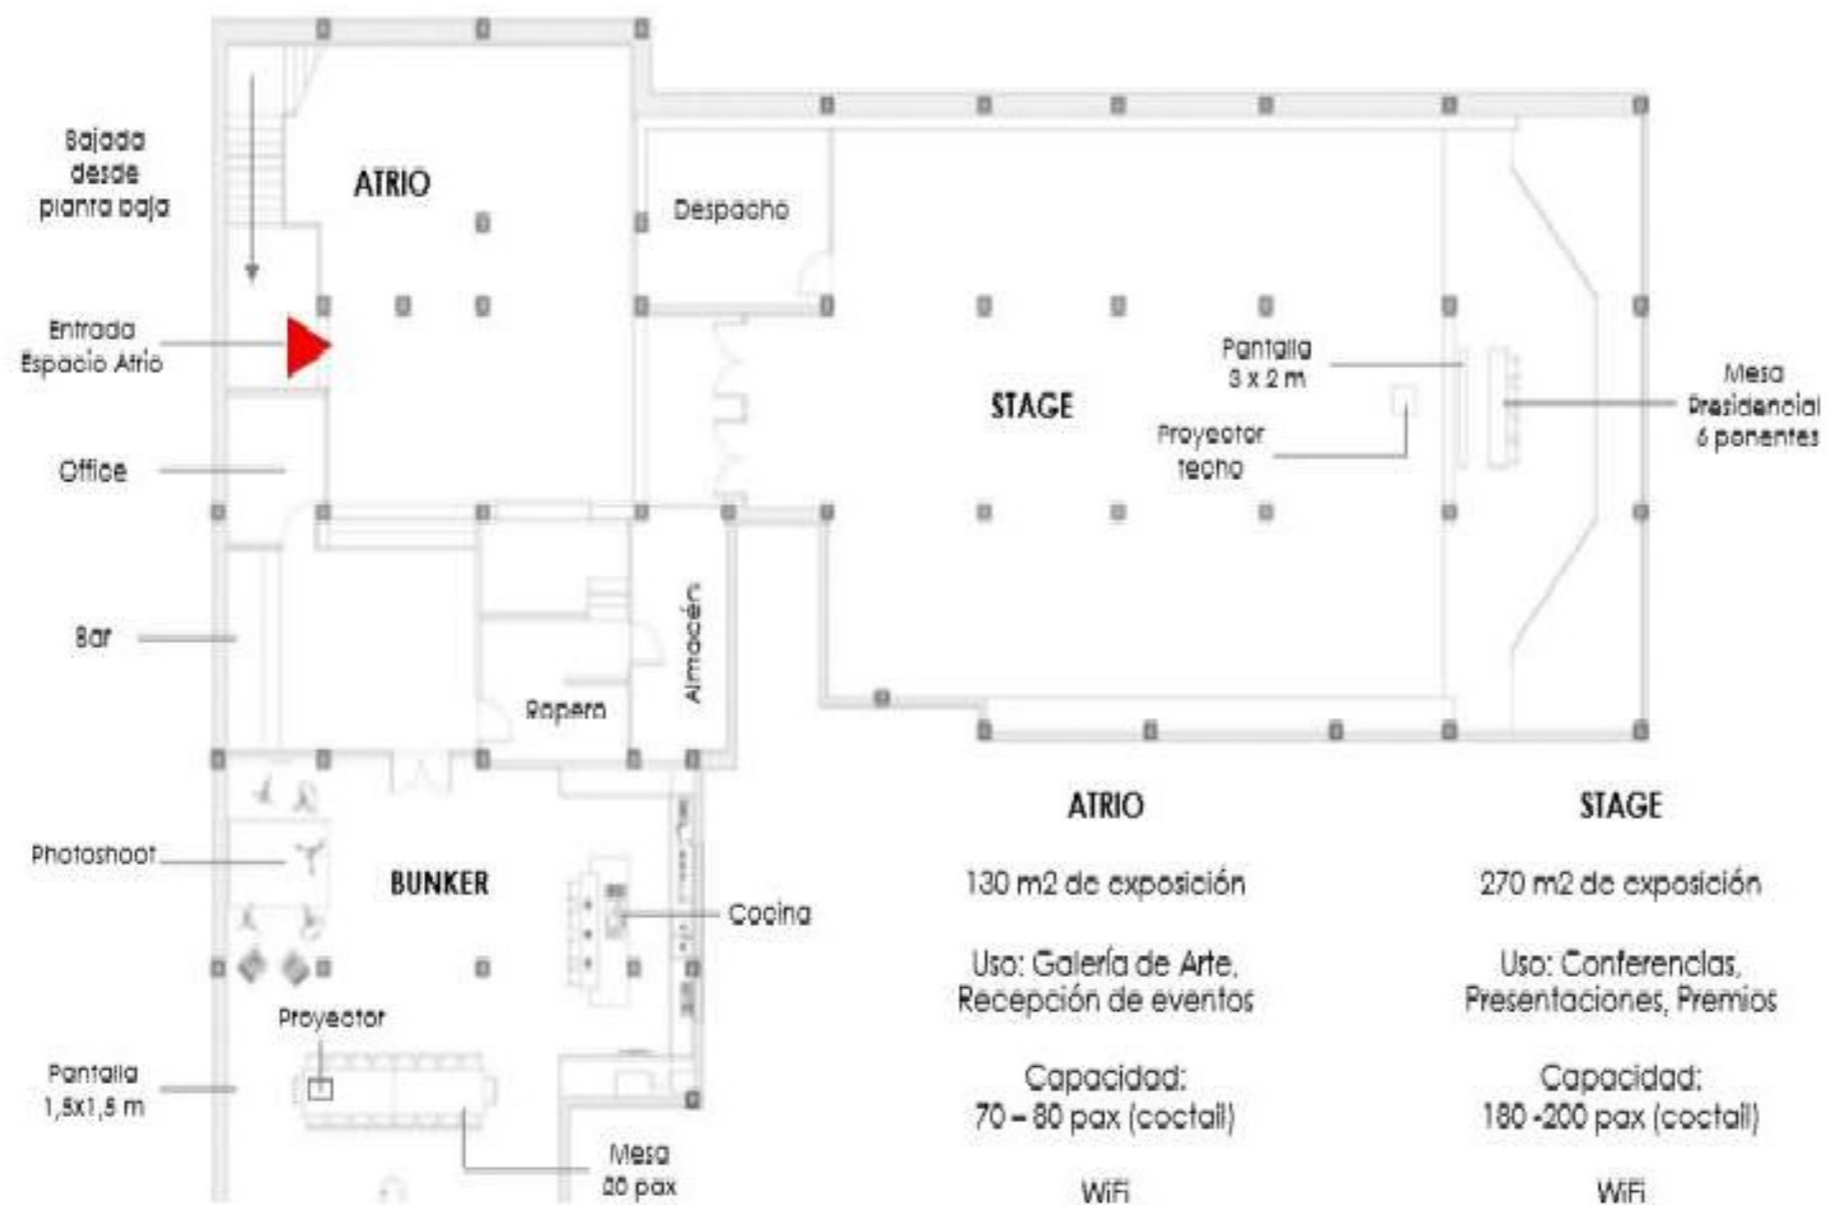 Bajada
desde
planta baja
ATRIO
Despacho
Entrada
Espacio Atrio
Pantalla
3 x 2 m
STAGE
Mesa
Presidencial
6 ponentes
Proyector
techo
Office
Bar
Almacén
Ropero
Photoshoot
BUNKER
Cocina
Proyector
Pantalla
1,5x1,5 m
Mesa
pax
ATRIO
130 m2 de exposición
Uso: Galería de Arte,
Recepción de eventos
Capacidad:
70 – 80 pax (coctail)
WiFi
STAGE
270 m2 de exposición
Uso: Conferencias,
Presentaciones, Premios
Capacidad:
180 -200 pax (coctail)
WiFi